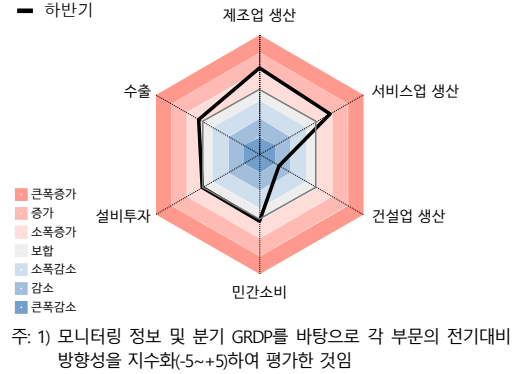 하반기
제조업 생산
수출
서비스업 생산
설비투자
건설업 생산
민간소비
큰폭증가
증가
소폭증가
보합
소폭감소
감소
큰폭감소
주: 1) 모니터링 정보 및 분기 GRDP를 바탕으로 각 부문의 전기대비
방향성을 지수화(-5~+5)하여 평가한 것임